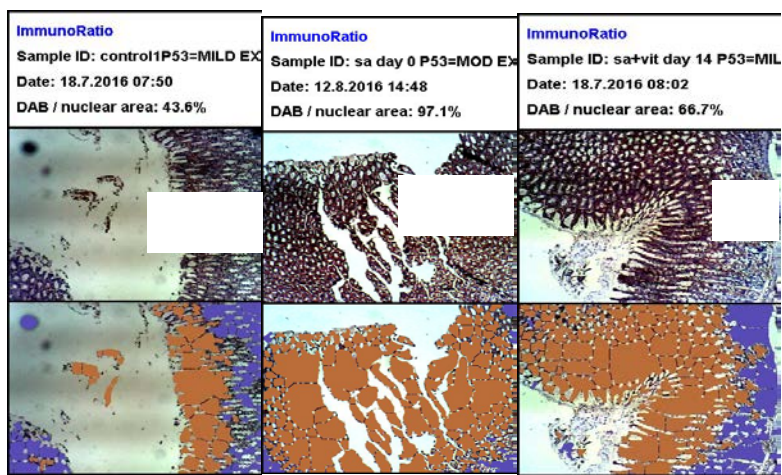 ImmunoRatio
Sample ID: control1P53=MILD EX
Date: 18.7.2016 07:50
DAB / nuclear area: 43.6%
ImmunoRatio
Sample ID: sa day 0 P53=MOD EX
Date: 12.8.2016 14:48
DAB / nuclear area: 97.1%
ImmunoRatio
Sample ID: sa+vit day 14 P53=MIL
Date: 18.7.2016 08:02
DAB / nuclear area: 66.7%